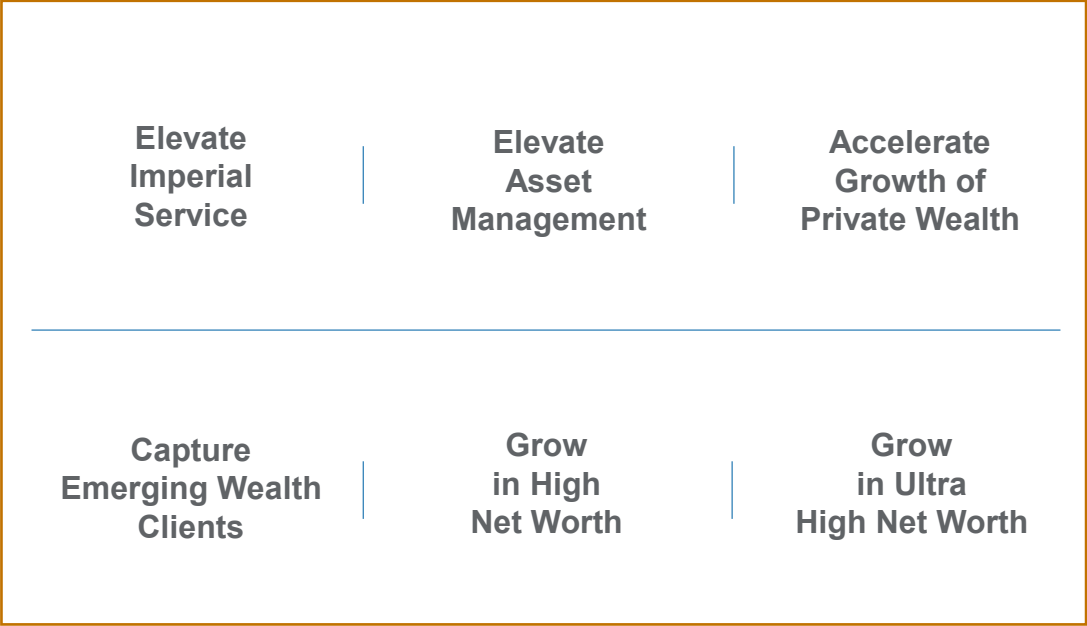 Elevate
Imperial
Service
Elevate
Asset
Management
Accelerate
Growth of
Private Wealth
Capture
Emerging Wealth
Clients
Grow
in High
Net Worth
Grow
in Ultra
High Net Worth